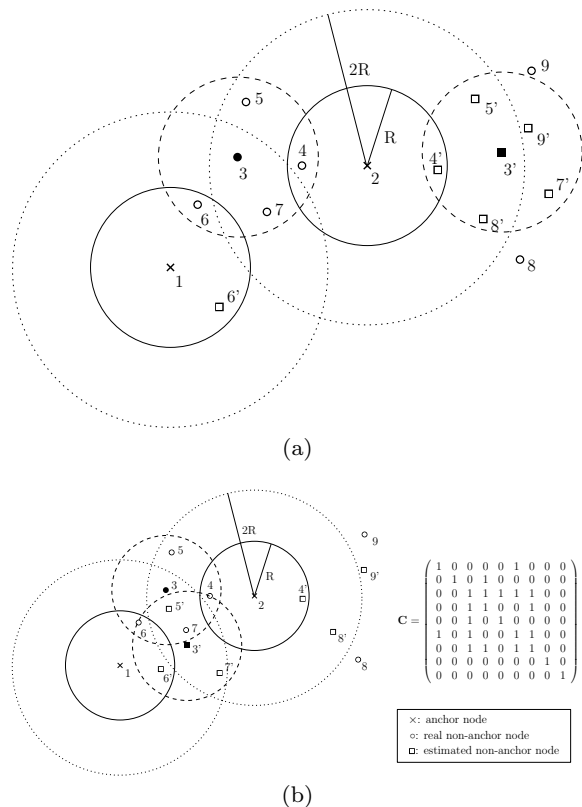 2R
9
5
5'
R
9'
4
4'
3
2
3'
7'
6
7
8'
8
1
6'
(a)
2R
9
5
R
9'
3
4
4'
2
5'
6
7
8'
3'
8
1
6'
7'
C =
1 0 0 0 0 1 0 0 0
0 1 0 1 0 0 0 0 0
0 0 1 1 1 1 1 0 0
0 0 1 1 0 0 1 0 0
0 0 1 0 1 0 0 0 0
1 0 1 0 0 1 1 0 0
0 0 1 1 0 1 1 0 0
0 0 0 0 0 0 0 1 0
0 0 0 0 0 0 0 0 1
×: anchor node
○: real non-anchor node
□: estimated non-anchor node
(b)